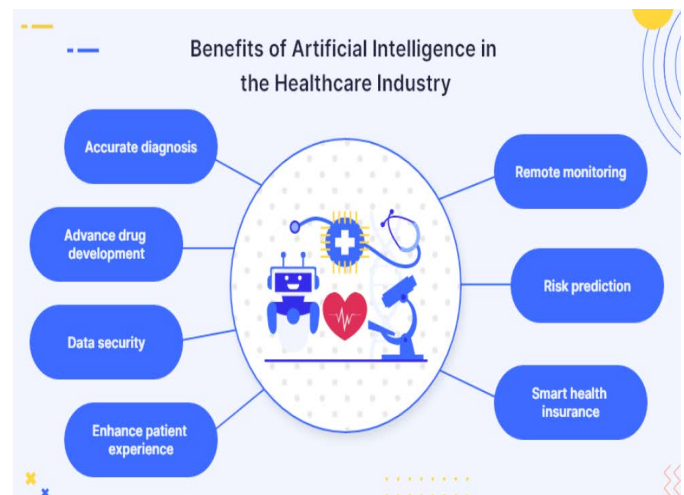 Benefits of Artificial Intelligence in
the Healthcare Industry
Accurate diagnosis
Advance drug
development
Data security
Enhance patient
experience
Remote monitoring
Risk prediction
Smart health
insurance